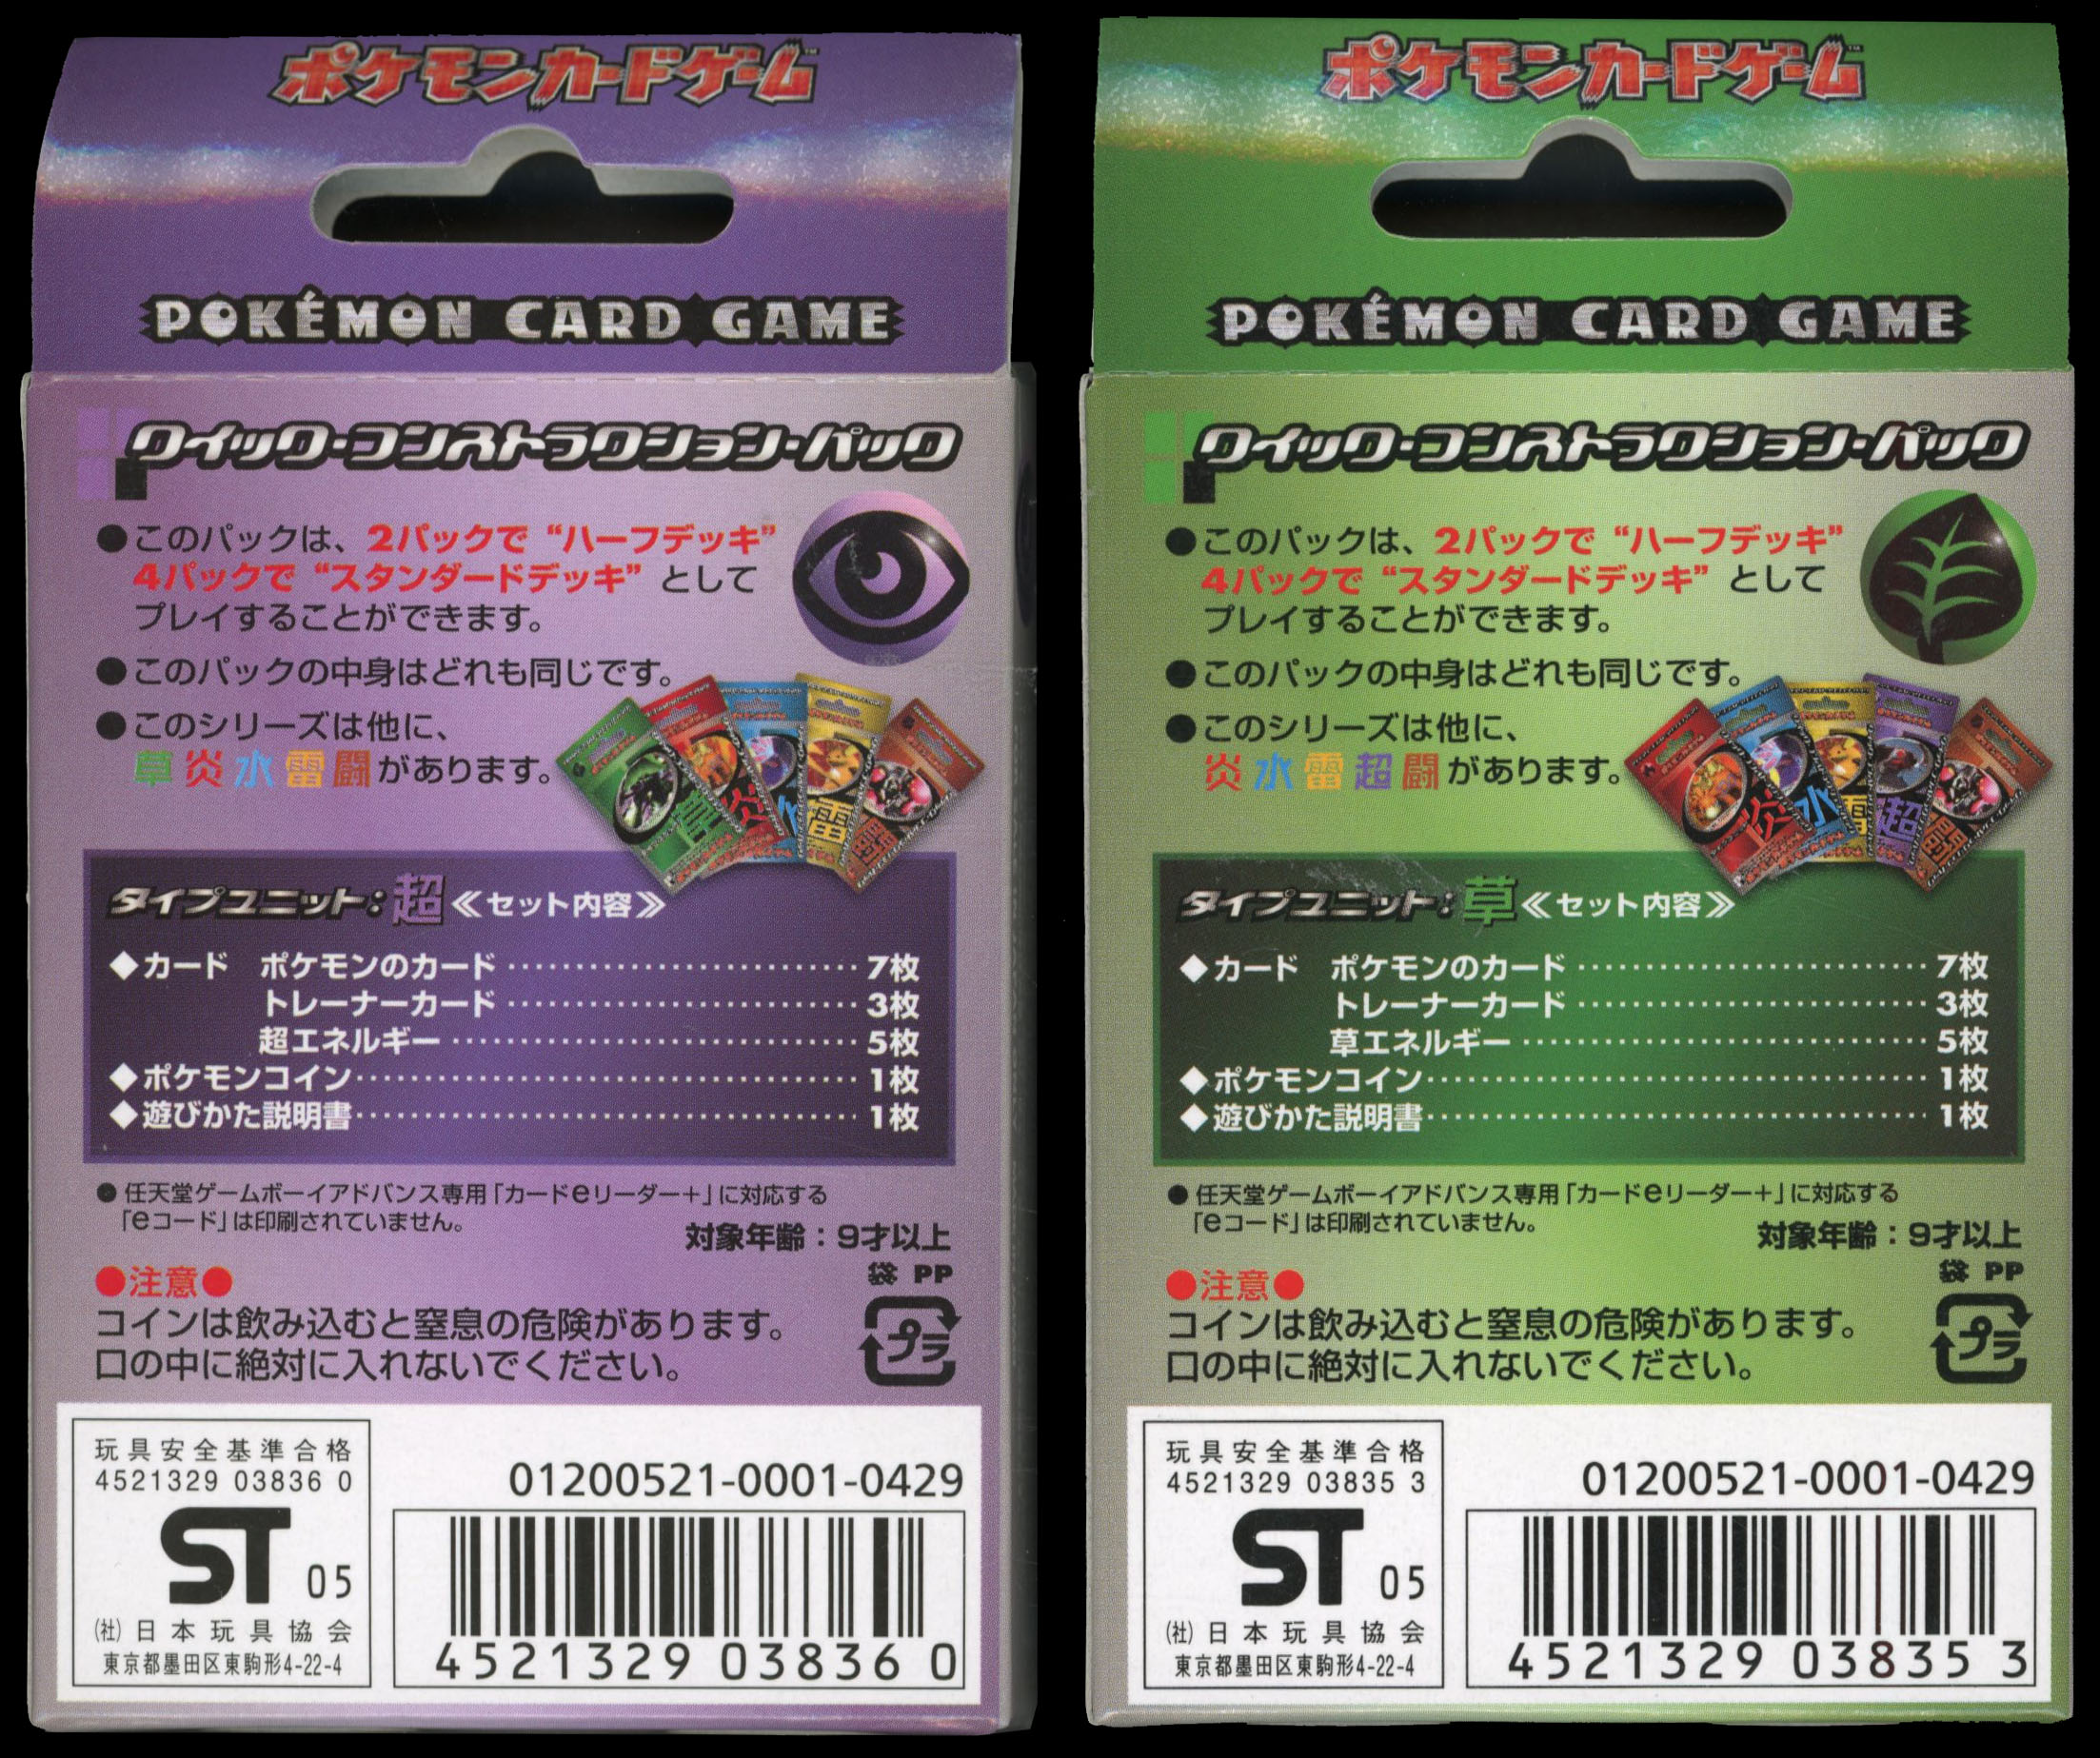 ポケモンカードゲーム™
POKÉMON CARD GAME
クイック・コンストラクション・パック
●このパックは、2パックで“ハーフデッキ”
4パックで“スタンダードデッキ”として
プレイすることができます。
●このパックの中身はどれも同じです。
●このシリーズは他に、
草炎水雷闘があります。
草 炎 水 雷 闘
タイプユニット:超≪セット内容≫
◆カード ポケモンのカード 7枚
トレーナーカード 3枚
超エネルギー 5枚
◆ポケモンコイン 1枚
◆遊びかた説明書 1枚
●任天堂ゲームボーイアドバンス専用「カードeリーダー+」に対応する
「eコード」は印刷されていません。
対象年齢:9才以上
●注意●
袋 PP
コインは飲み込むと窒息の危険があります。
口の中に絶対に入れないでください。
プラ
玩具安全基準合格
4521329 03836 0
ST 05
(社)日本玩具協会
東京都墨田区東駒形4-22-4
01200521-0001-0429
4521329 038360
ポケモンカードゲーム™
POKÉMON CARD GAME
クイック・コンストラクション・パック
●このパックは、2パックで“ハーフデッキ”
4パックで“スタンダードデッキ”として
プレイすることができます。
●このパックの中身はどれも同じです。
●このシリーズは他に、
炎水雷超闘があります。
炎 水 雷 超 闘
タイプユニット:草≪セット内容≫
◆カード ポケモンのカード 7枚
トレーナーカード 3枚
草エネルギー 5枚
◆ポケモンコイン 1枚
◆遊びかた説明書 1枚
●任天堂ゲームボーイアドバンス専用「カードeリーダー+」に対応する
「eコード」は印刷されていません。
対象年齢:9才以上
●注意●
袋 PP
コインは飲み込むと窒息の危険があります。
口の中に絶対に入れないでください。
プラ
玩具安全基準合格
4521329 03835 3
ST 05
(社)日本玩具協会
東京都墨田区東駒形4-22-4
01200521-0001-0429
4521329 038353